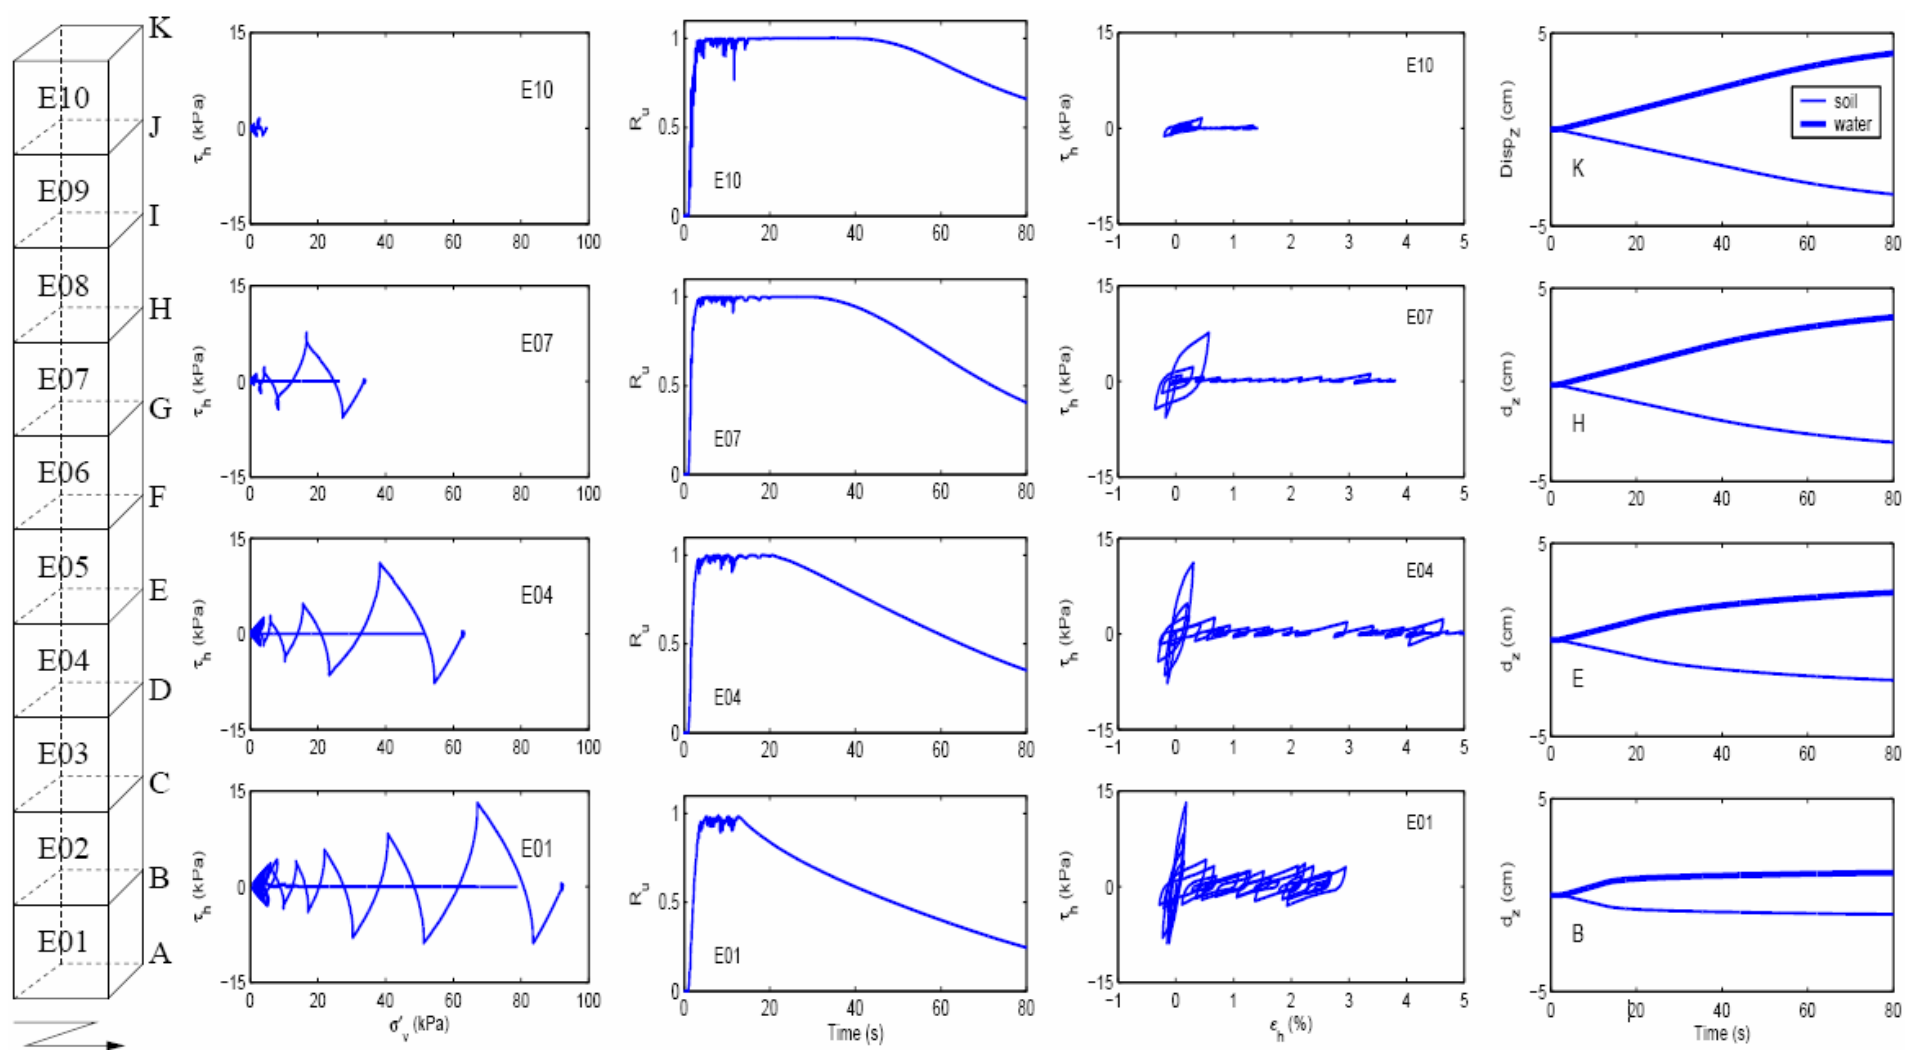 K
E10
J
E09
I
E08
H
E07
G
E06
F
E05
E
E04
D
E03
C
E02
B
E01
A
15
0
−15
τh (kPa)
E10
0 20 40 60 80 100
1
0.5
0
Ru
E10
0 20 40 60 80
15
0
−15
τh (kPa)
E10
−1 0 1 2 3 4 5
5
0
−5
DispZ (cm)
soil
water
K
0 20 40 60 80
15
0
−15
τh (kPa)
E07
0 20 40 60 80 100
1
0.5
0
Ru
E07
0 20 40 60 80
15
0
−15
τh (kPa)
E07
−1 0 1 2 3 4 5
5
0
−5
dz (cm)
H
0 20 40 60 80
15
0
−15
τh (kPa)
E04
0 20 40 60 80 100
1
0.5
0
Ru
E04
0 20 40 60 80
15
0
−15
τh (kPa)
E04
−1 0 1 2 3 4 5
5
0
−5
dz (cm)
E
0 20 40 60 80
15
0
−15
τh (kPa)
E01
0 20 40 60 80 100
σ′v (kPa)
1
0.5
0
Ru
E01
0 20 40 60 80
Time (s)
15
0
−15
τh (kPa)
E01
−1 0 1 2 3 4 5
εh (%)
5
0
−5
dz (cm)
B
0 20 40 60 80
Time (s)